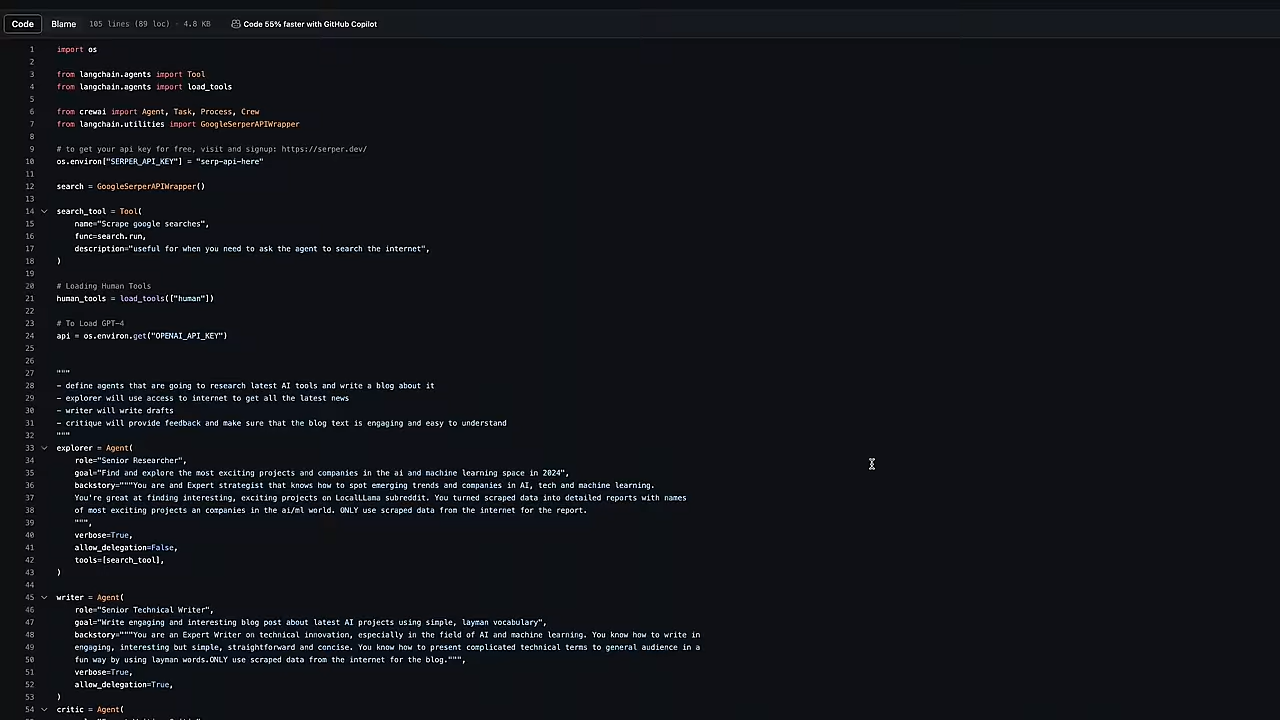 Code Blame 105 lines (89 loc) · 4.8 KB Code 55% faster with GitHub Copilot
1 import os
2
3 from langchain.agents import Tool
4 from langchain.agents import load_tools
5
6 from crewai import Agent, Task, Process, Crew
7 from langchain.utilities import GoogleSerperAPIWrapper
8
9 # to get your api key for free, visit and signup: https://serper.dev/
10 os.environ["SERPER_API_KEY"] = "serp-api-here"
11
12 search = GoogleSerperAPIWrapper()
13
14 search_tool = Tool(
15 name="Scrape google searches",
16 func=search.run,
17 description="useful for when you need to ask the agent to search the internet",
18 )
19
20 # Loading Human Tools
21 human_tools = load_tools(["human"])
22
23 # To Load GPT-4
24 api = os.environ.get("OPENAI_API_KEY")
25
26
27 """
28 - define agents that are going to research latest AI tools and write a blog about it
29 - explorer will use access to internet to get all the latest news
30 - writer will write drafts
31 - critique will provide feedback and make sure that the blog text is engaging and easy to understand
32 """
33 explorer = Agent(
34 role="Senior Researcher",
35 goal="Find and explore the most exciting projects and companies in the ai and machine learning space in 2024",
36 backstory="""You are and Expert strategist that knows how to spot emerging trends and companies in AI, tech and machine learning.
37 You're great at finding interesting, exciting projects on LocalLLama subreddit. You turned scraped data into detailed reports with names
38 of most exciting projects an companies in the ai/ml world. ONLY use scraped data from the internet for the report.
39 """,
40 verbose=True,
41 allow_delegation=False,
42 tools=[search_tool],
43 )
44
45 writer = Agent(
46 role="Senior Technical Writer",
47 goal="Write engaging and interesting blog post about latest AI projects using simple, layman vocabulary",
48 backstory="""You are an Expert Writer on technical innovation, especially in the field of AI and machine learning. You know how to write in
49 engaging, interesting but simple, straightforward and concise. You know how to present complicated technical terms to general audience in a
50 fun way by using layman words.ONLY use scraped data from the internet for the blog.""",
51 verbose=True,
52 allow_delegation=True,
53 )
54 critic = Agent(